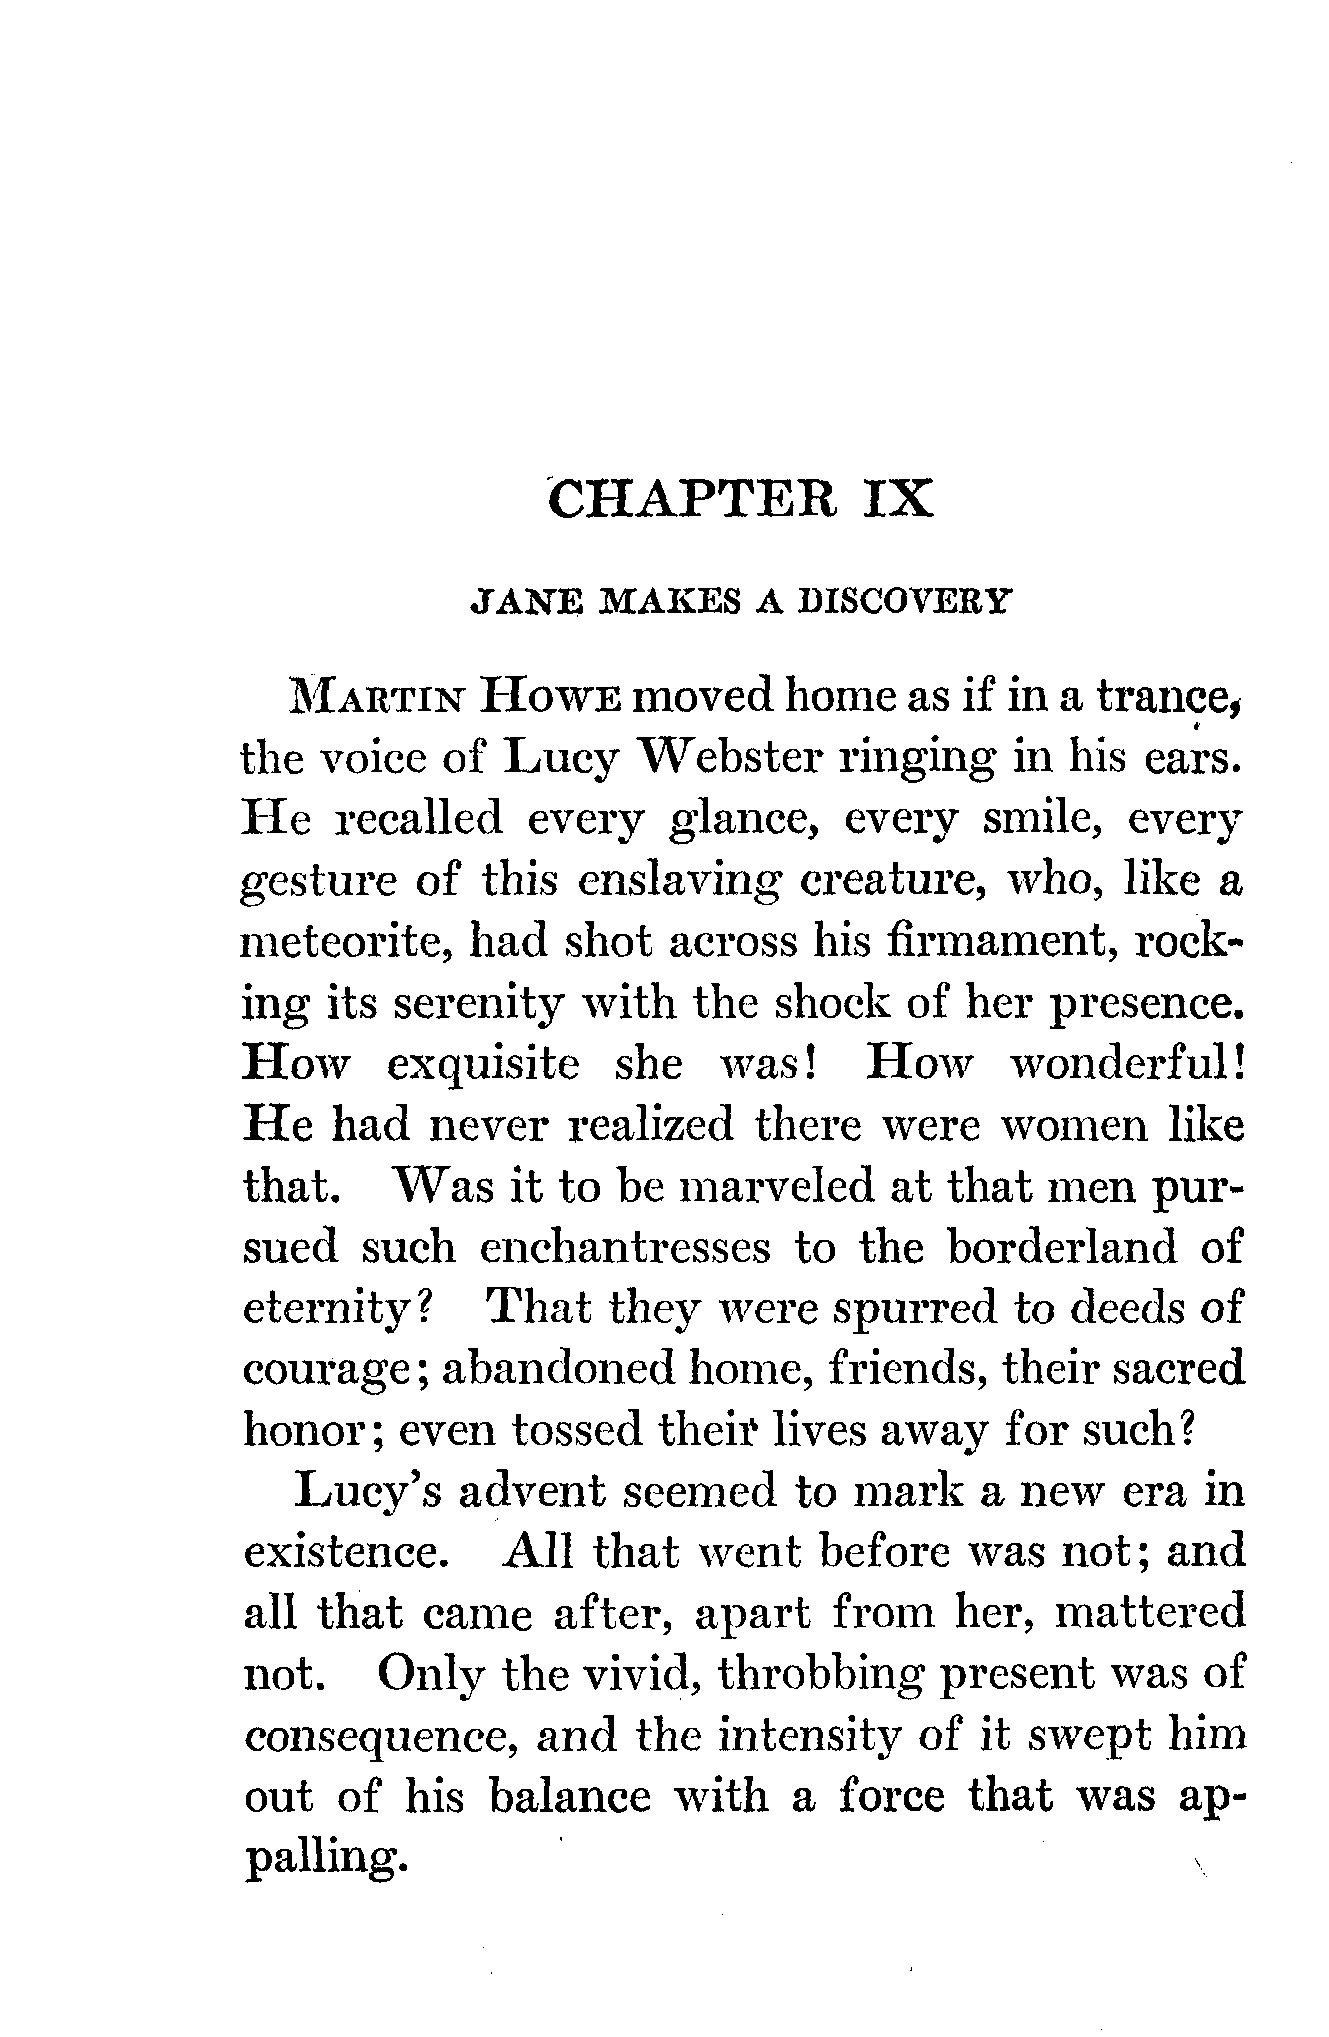 CHAPTER IX
JANE MAKES A DISCOVERY
MARTIN HOWE moved home as if in a trance,
the voice of Lucy Webster ringing in his ears.
He recalled every glance, every smile, every
gesture of this enslaving creature, who, like a
meteorite, had shot across his firmament, rock-
ing its serenity with the shock of her presence.
How exquisite she was! How wonderful!
He had never realized there were women like
that. Was it to be marveled at that men pur-
sued such enchantresses to the borderland of
eternity? That they were spurred to deeds of
courage; abandoned home, friends, their sacred
honor; even tossed their lives away for such?
Lucy's advent seemed to mark a new era in
existence. All that went before was not; and
all that came after, apart from her, mattered
not. Only the vivid, throbbing present was of
consequence, and the intensity of it swept him
out of his balance with a force that was ap-
palling.